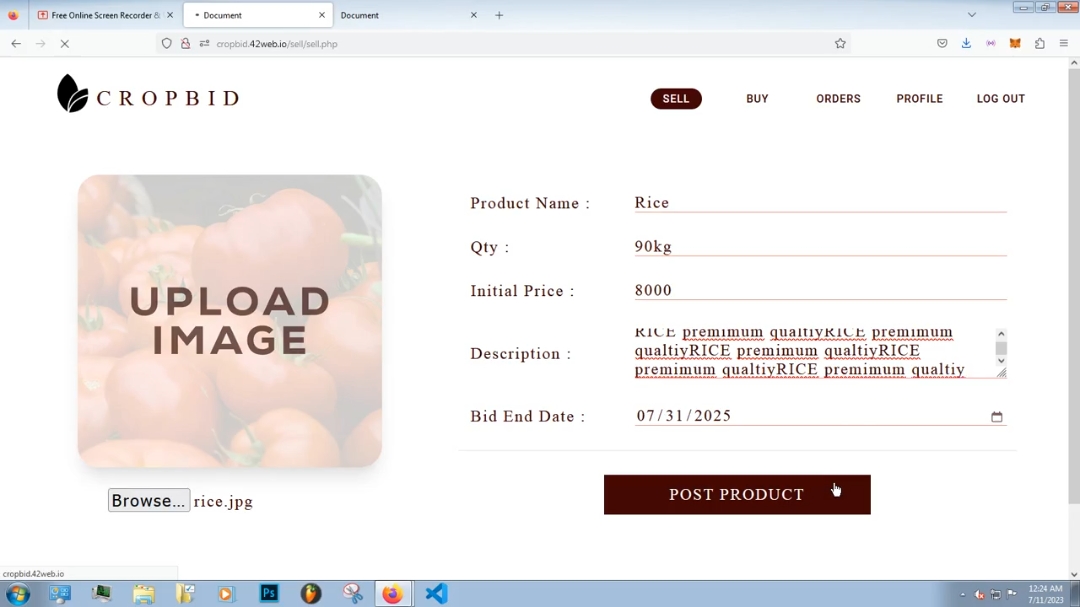 Free Online Screen Recorder &
Document
Document
cropbid.42web.io/sell/sell.php
CROPBID
SELL
BUY
ORDERS
PROFILE
LOG OUT
UPLOAD
IMAGE
Browse... rice.jpg
Product Name :
Rice
Qty :
90kg
Initial Price :
8000
Description :
RICE premimum qualtiyRICE premimum
qualtiyRICE premimum qualtiyRICE
premimum qualtiyRICE premimum qualtiy
Bid End Date :
07/31/2025
POST PRODUCT
cropbid.42web.io
Ps
12:24 AM
7/11/2023